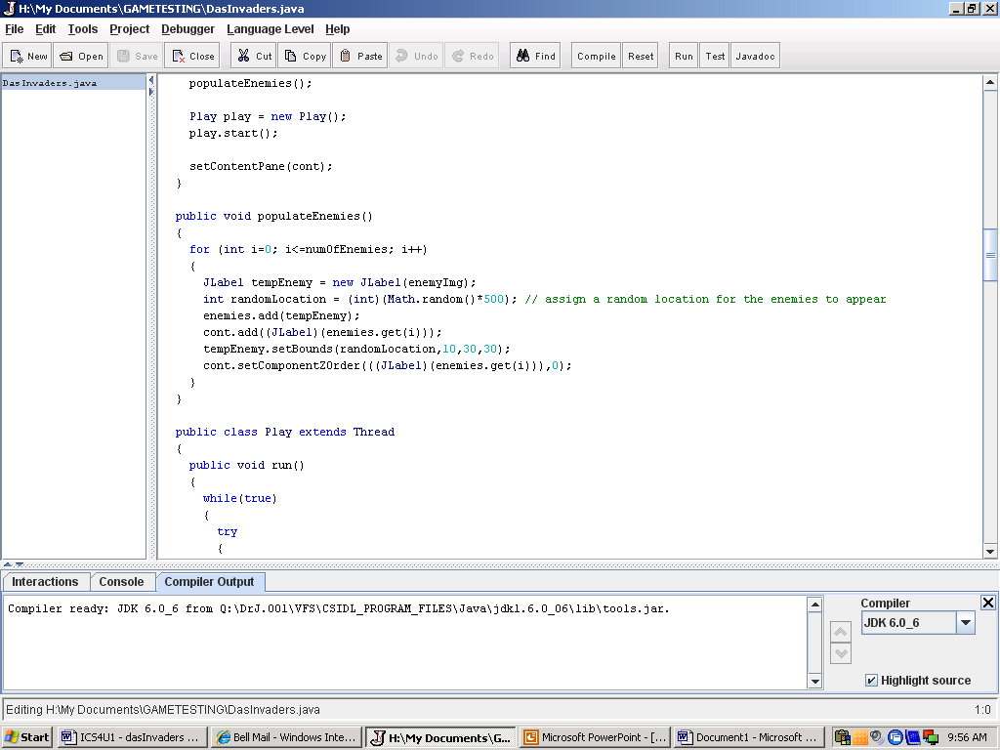 H:\My Documents\GAMETESTING\DasInvaders.java
File Edit Tools Project Debugger Language Level Help
New Open Save Close Cut Copy Paste Undo Redo Find Compile Reset Run Test Javadoc
DasInvaders.java
populateEnemies();
Play play = new Play();
play.start();
setContentPane(cont);
}
public void populateEnemies()
{
for (int i=0; i<=numOfEnemies; i++)
{
JLabel tempEnemy = new JLabel(enemyImg);
int randomLocation = (int)(Math.random()*500); // assign a random location for the enemies to appear
enemies.add(tempEnemy);
cont.add((JLabel)(enemies.get(i)));
tempEnemy.setBounds(randomLocation,10,30,30);
cont.setComponentZOrder(((JLabel)(enemies.get(i))),0);
}
}
public class Play extends Thread
{
public void run()
{
while(true)
{
try
{
Interactions Console Compiler Output
Compiler ready: JDK 6.0_6 from Q:\DrJ.001\VFS\CSIDL_PROGRAM_FILES\Java\jdk1.6.0_06\lib\tools.jar.
Compiler
JDK 6.0_6
Highlight source
Editing H:\My Documents\GAMETESTING\DasInvaders.java 1:0
Start ICS4U1 - dasInvaders ... Bell Mail - Windows Inte... H:\My Documents\G... Microsoft PowerPoint - [... Document1 - Microsoft ... 9:56 AM